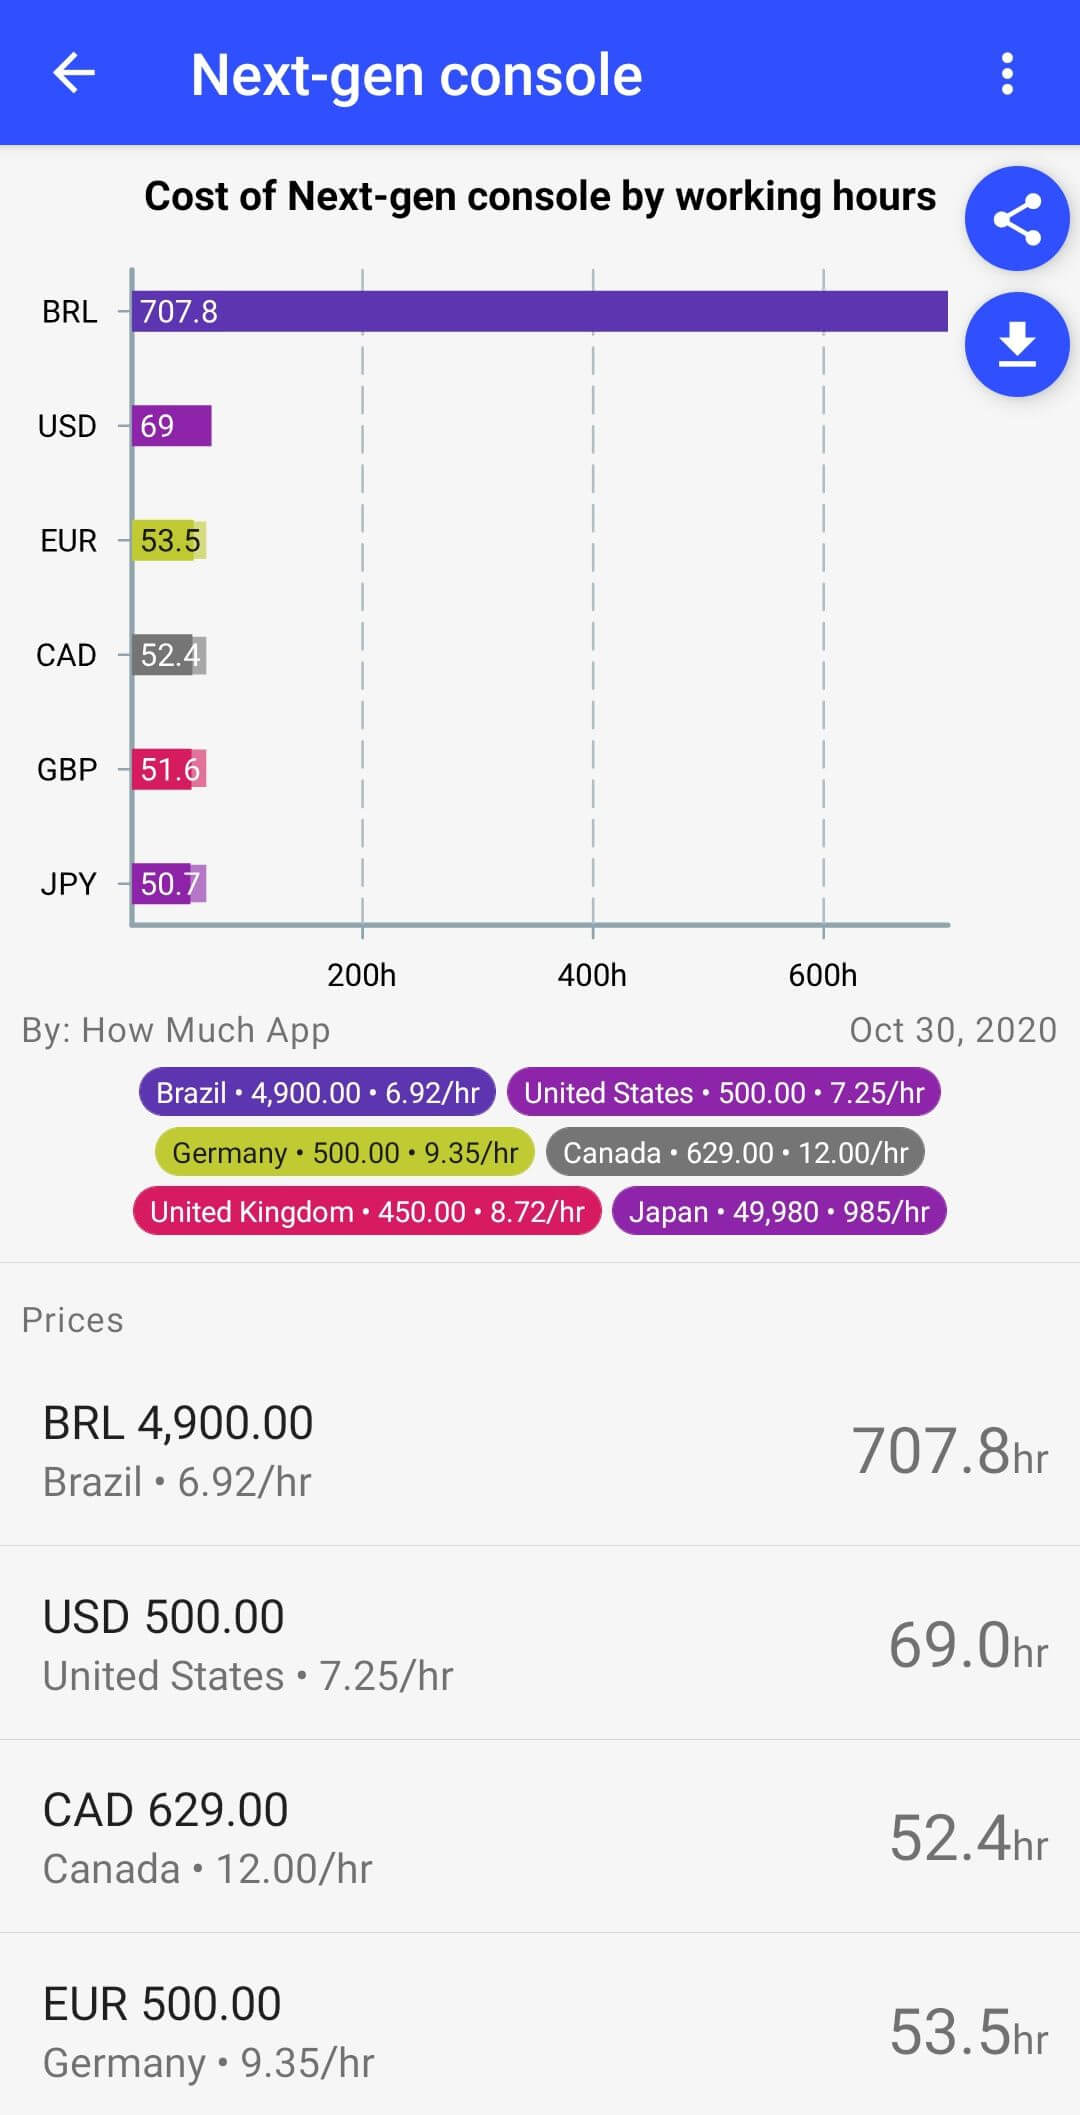 Next-gen console
Cost of Next-gen console by working hours
BRL 707.8
USD 69
EUR 53.5
CAD 52.4
GBP 51.6
JPY 50.7
200h 400h 600h
By: How Much App Oct 30, 2020
Brazil • 4,900.00 • 6.92/hr United States • 500.00 • 7.25/hr
Germany • 500.00 • 9.35/hr Canada • 629.00 • 12.00/hr
United Kingdom • 450.00 • 8.72/hr Japan • 49,980 • 985/hr
Prices
BRL 4,900.00
Brazil • 6.92/hr
707.8hr
USD 500.00
United States • 7.25/hr
69.0hr
CAD 629.00
Canada • 12.00/hr
52.4hr
EUR 500.00
Germany • 9.35/hr
53.5hr